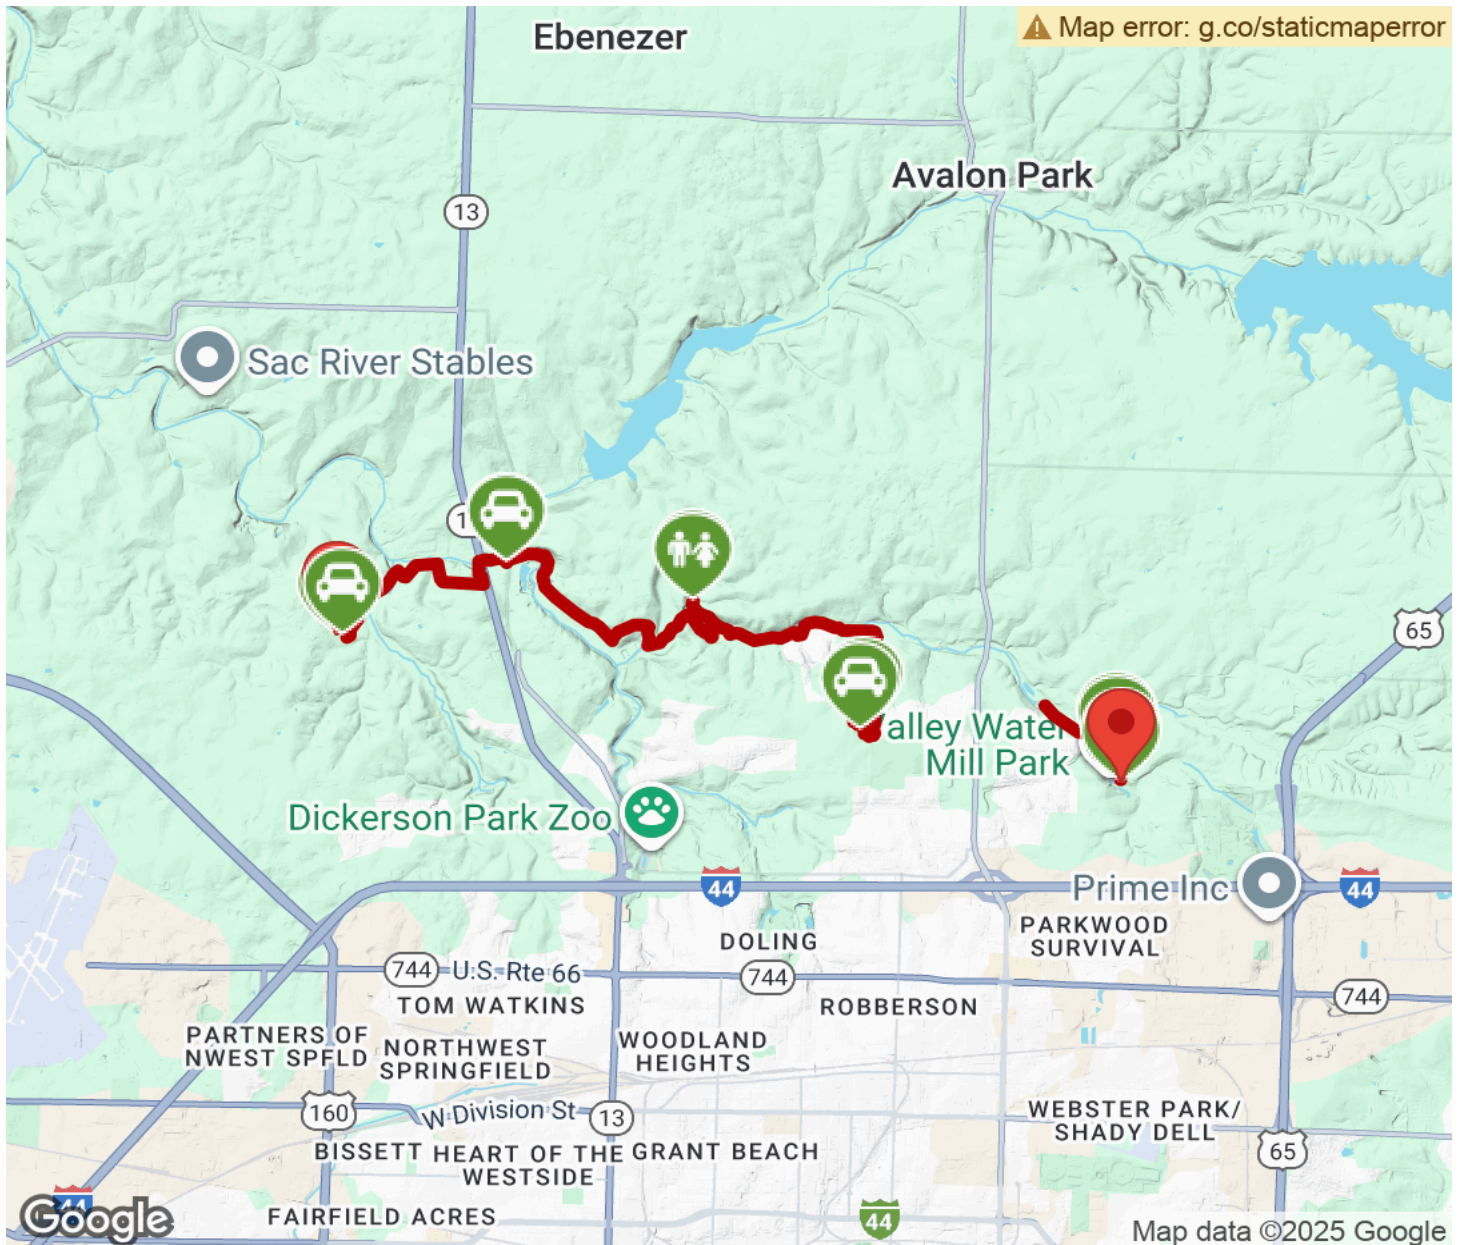 Ebenezer
Map error: g.co/staticmaperror
Avalon Park
13
Sac River Stables
65
alley Water
Mill Park
Dickerson Park Zoo
44
Prime Inc
44
PARKWOOD
SURVIVAL
DOLING
744
U.S. Rte 66
744
744
TOM WATKINS
ROBBERSON
PARTNERS OF
NWEST SPFLD
NORTHWEST
SPRINGFIELD
WOODLAND
HEIGHTS
160
W Division St
13
WEBSTER PARK/
SHADY DELL
BISSETT
HEART OF THE
WESTSIDE
GRANT BEACH
65
44
Google
FAIRFIELD ACRES
44
Map data ©2025 Google